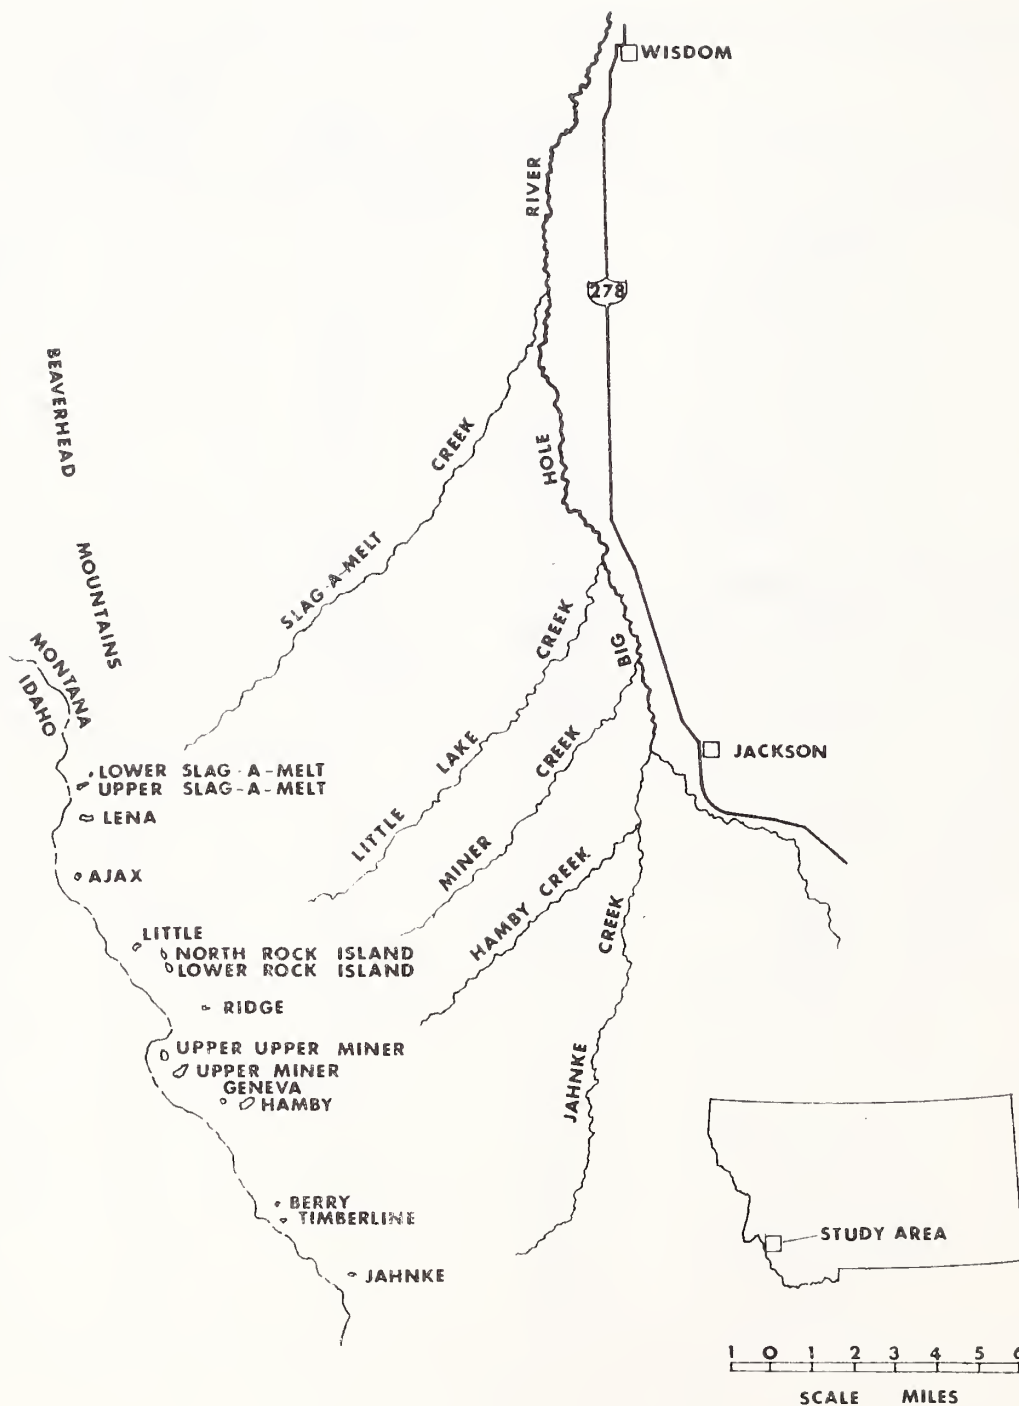 WISDOM
RIVER
278
BEAVERHEAD
HOLE
CREEK
MOUNTAINS
SLAG-A-MELT
MONTANA
IDAHO
CREEK
BIG
LAKE
CREEK
JACKSON
LOWER SLAG-A-MELT
UPPER SLAG-A-MELT
LENA
LITTLE
MINER
AJAX
HAMBY CREEK
CREEK
LITTLE
NORTH ROCK ISLAND
LOWER ROCK ISLAND
RIDGE
UPPER UPPER MINER
UPPER MINER
GENEVA
HAMBY
JAHNKE
BERRY
TIMBERLINE
STUDY AREA
JAHNKE
1 0 1 2 3 4 5 6
SCALE MILES